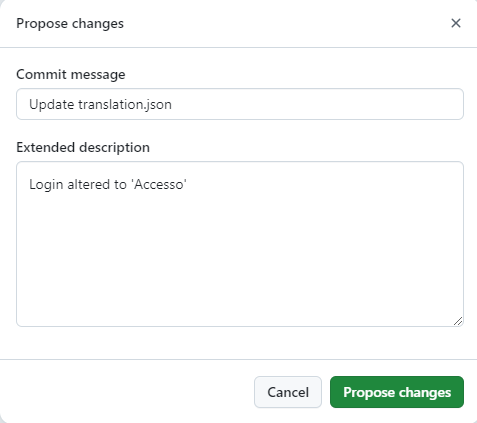 Propose changes
Commit message
Update translation.json
Extended description
Login altered to 'Accesso'
Cancel
Propose changes